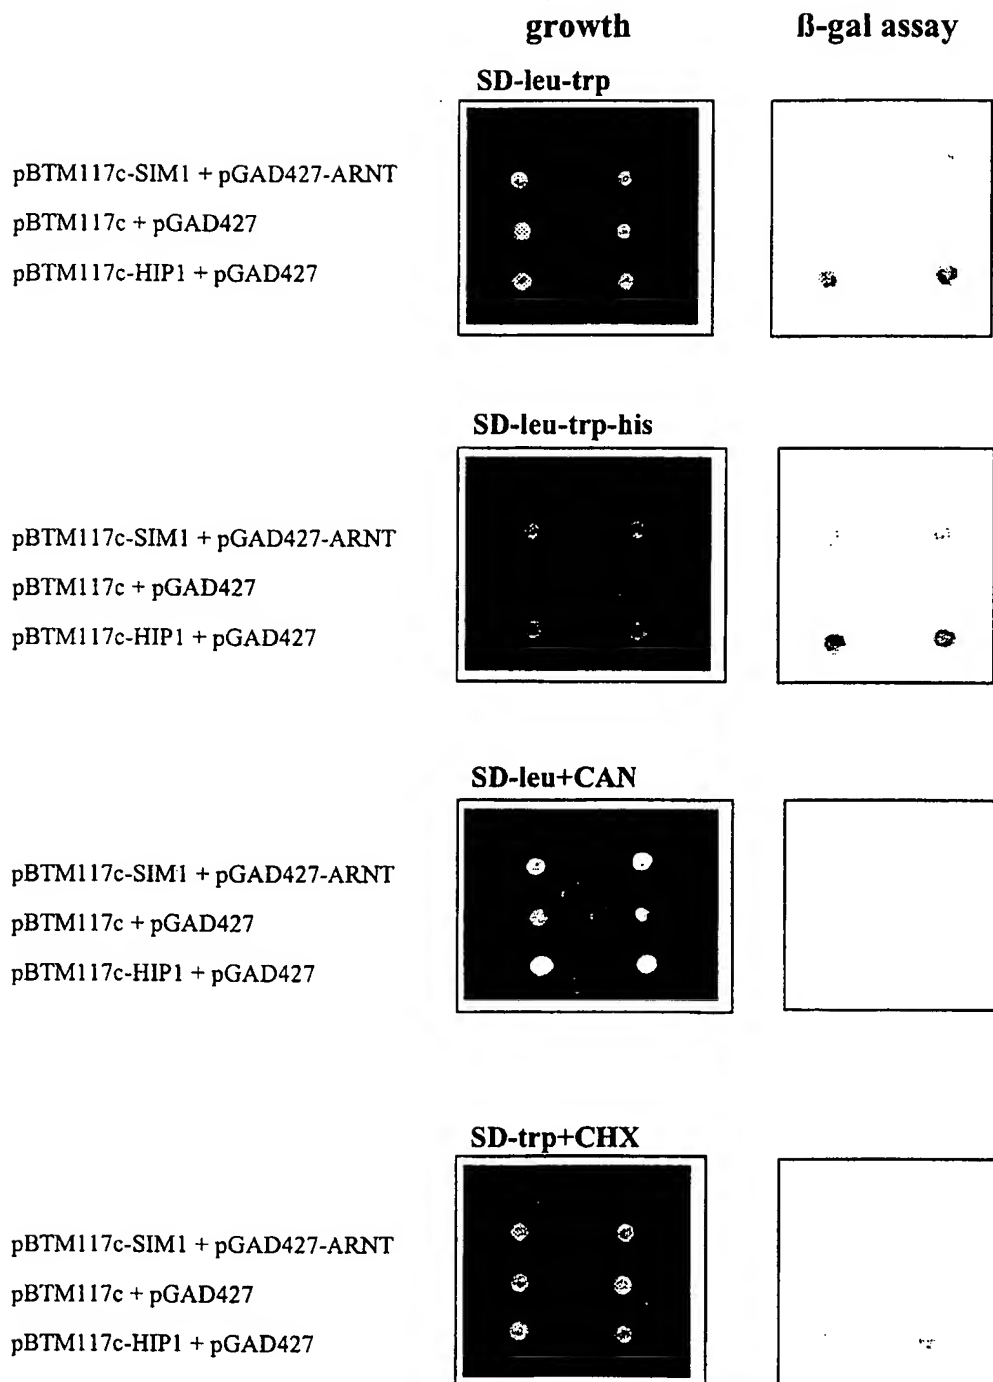 growth ß-gal assay
SD-leu-trp
pBTM117c-SIM1 + pGAD427-ARNT
pBTM117c + pGAD427
pBTM117c-HIP1 + pGAD427
SD-leu-trp-his
pBTM117c-SIM1 + pGAD427-ARNT
pBTM117c + pGAD427
pBTM117c-HIP1 + pGAD427
SD-leu+CAN
pBTM117c-SIM1 + pGAD427-ARNT
pBTM117c + pGAD427
pBTM117c-HIP1 + pGAD427
SD-trp+CHX
pBTM117c-SIM1 + pGAD427-ARNT
pBTM117c + pGAD427
pBTM117c-HIP1 + pGAD427